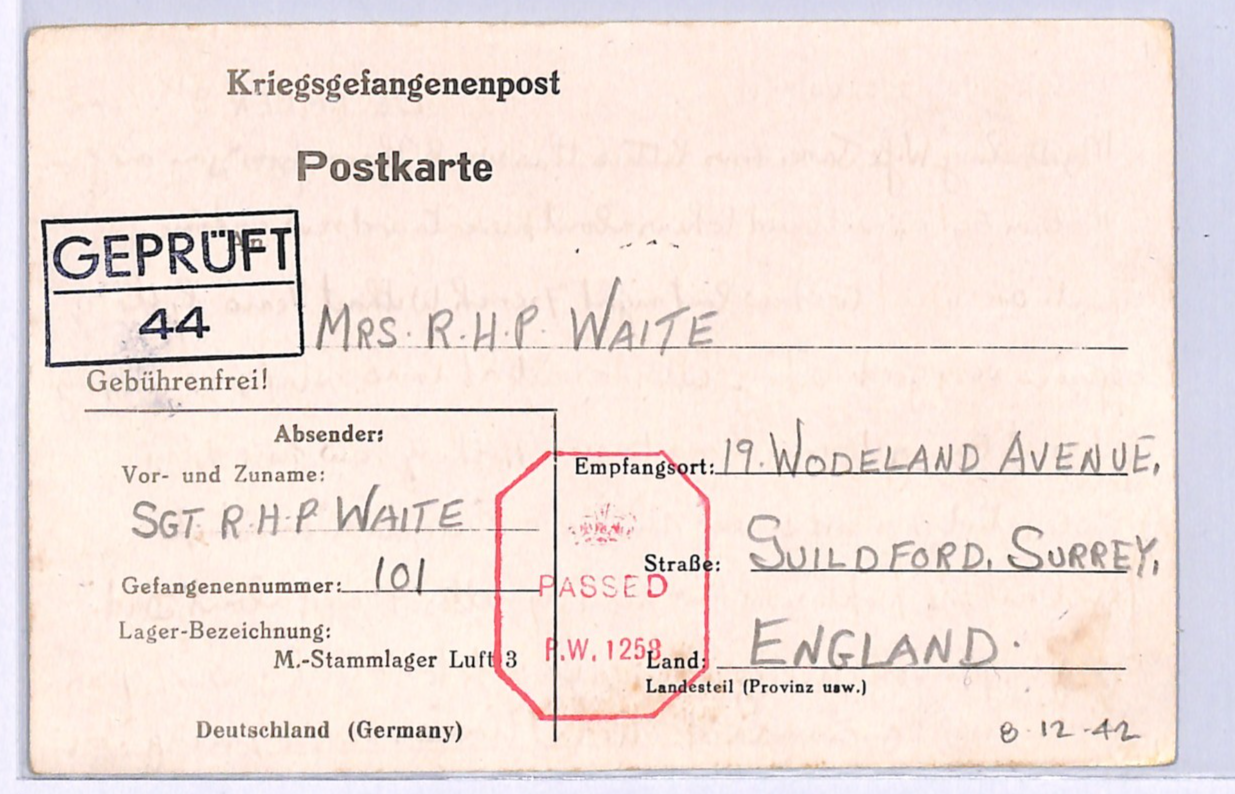 Kriegsgefangenenpost
Postkarte
GEPRÜFT
An
44
MRS. R.H.P. WAITE
Gebührenfrei!
Absender:
Vor- und Zuname:
SGT. R.H.P. WAITE
Gefangenennummer: 101
Lager-Bezeichnung:
M.-Stammlager Luft 3
Deutschland (Germany)
Empfangsort: 19. WODELAND AVENUE,
Straße: GUILDFORD, SURREY,
PASSED
P.W. 1258
Land: ENGLAND.
Landesteil (Provinz usw.)
8·12·42